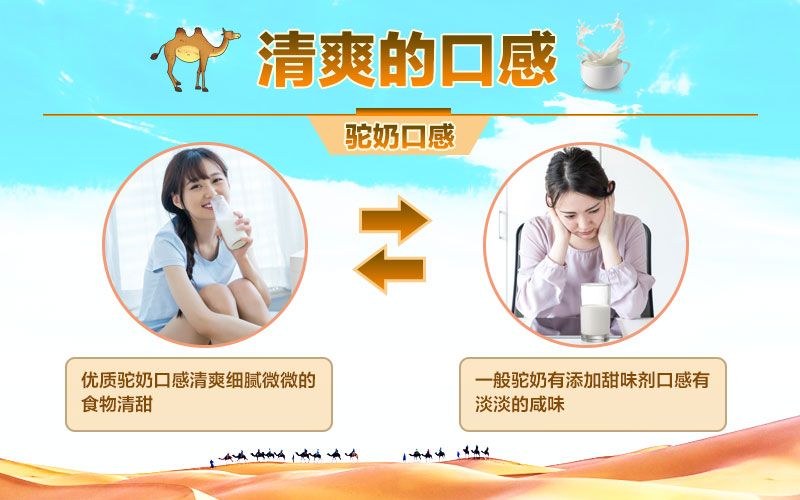 清爽的口感
驼奶口感
优质驼奶口感清爽细腻微微的
食物清甜
一般驼奶有添加甜味剂口感有
淡淡的咸味